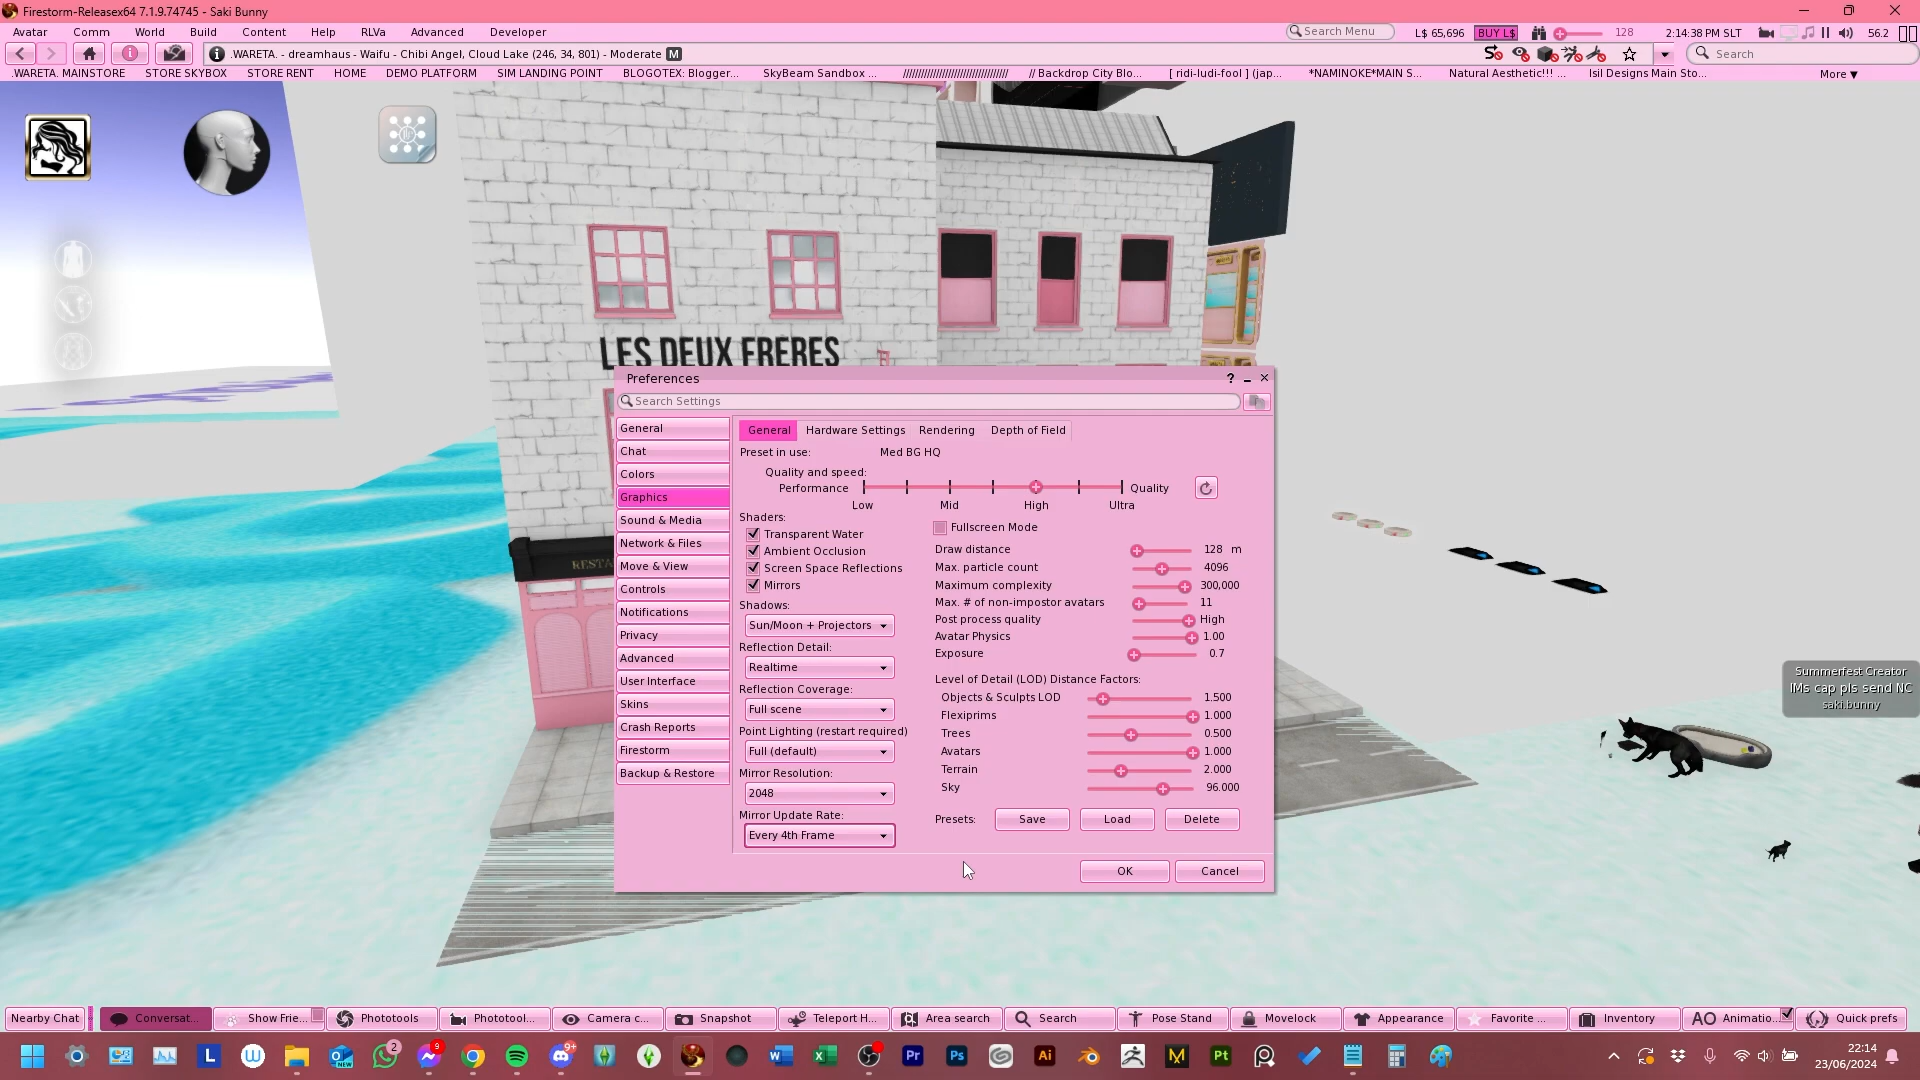 Firestorm-Releasex64 7.1.9.74745 - Saki Bunny
Avatar Comm World Build Content Help RLVa Advanced Developer
Search Menu L$ 65,696 BUY L$ 128 2:14:38 PM SLT 56.2
.WARETA. - dreamhaus - Waifu - Chibi Angel, Cloud Lake (246, 34, 801) - Moderate M
Search
.WARETA. MAINSTORE STORE SKYBOX STORE RENT HOME DEMO PLATFORM SIM LANDING POINT BLOGOTEX: Blogger... SkyBeam Sandbox ... // Backdrop City Blo... [ ridi-ludi-fool ] (jap... *NAMINOKE*MAIN S... Natural Aesthetic!!! ... Isil Designs Main Sto... More ▼
LES DEUX FRERES
RESTA
Preferences
Search Settings
General
Chat
Colors
Graphics
Sound & Media
Network & Files
Move & View
Controls
Notifications
Privacy
Advanced
User Interface
Skins
Crash Reports
Firestorm
Backup & Restore
General Hardware Settings Rendering Depth of Field
Preset in use: Med BG HQ
Quality and speed:
Performance Quality
Low Mid High Ultra
Shaders:
Transparent Water
Ambient Occlusion
Screen Space Reflections
Mirrors
Shadows:
Sun/Moon + Projectors
Reflection Detail:
Realtime
Reflection Coverage:
Full scene
Point Lighting (restart required)
Full (default)
Mirror Resolution:
2048
Mirror Update Rate:
Every 4th Frame
Fullscreen Mode
Draw distance 128 m
Max. particle count 4096
Maximum complexity 300,000
Max. # of non-impostor avatars 11
Post process quality High
Avatar Physics 1.00
Exposure 0.7
Level of Detail (LOD) Distance Factors:
Objects & Sculpts LOD 1.500
Flexiprims 1.000
Trees 0.500
Avatars 1.000
Terrain 2.000
Sky 96.000
Presets: Save Load Delete
OK Cancel
Summerfest Creator
IMs cap pls send NC
saki.bunny
Nearby Chat Conversat... Show Frie... Phototools Phototool... Camera c... Snapshot Teleport H... Area search Search Pose Stand Movelock Appearance Favorite ... Inventory AO Animatio... Quick prefs
22:14
23/06/2024